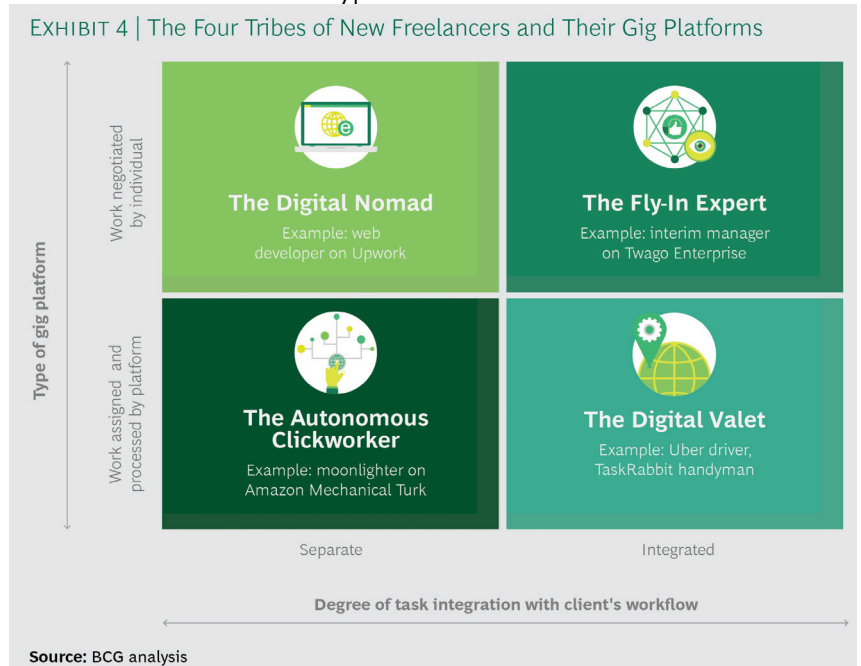 EXHIBIT 4 | The Four Tribes of New Freelancers and Their Gig Platforms
Type of gig platform
Work negotiated
by individual
The Digital Nomad
Example: web
developer on Upwork
The Fly-In Expert
Example: interim manager
on Twago Enterprise
Work assigned and
processed by platform
The Autonomous
Clickworker
Example: moonlighter on
Amazon Mechanical Turk
The Digital Valet
Example: Uber driver,
TaskRabbit handyman
Separate
Integrated
Degree of task integration with client's workflow
Source: BCG analysis